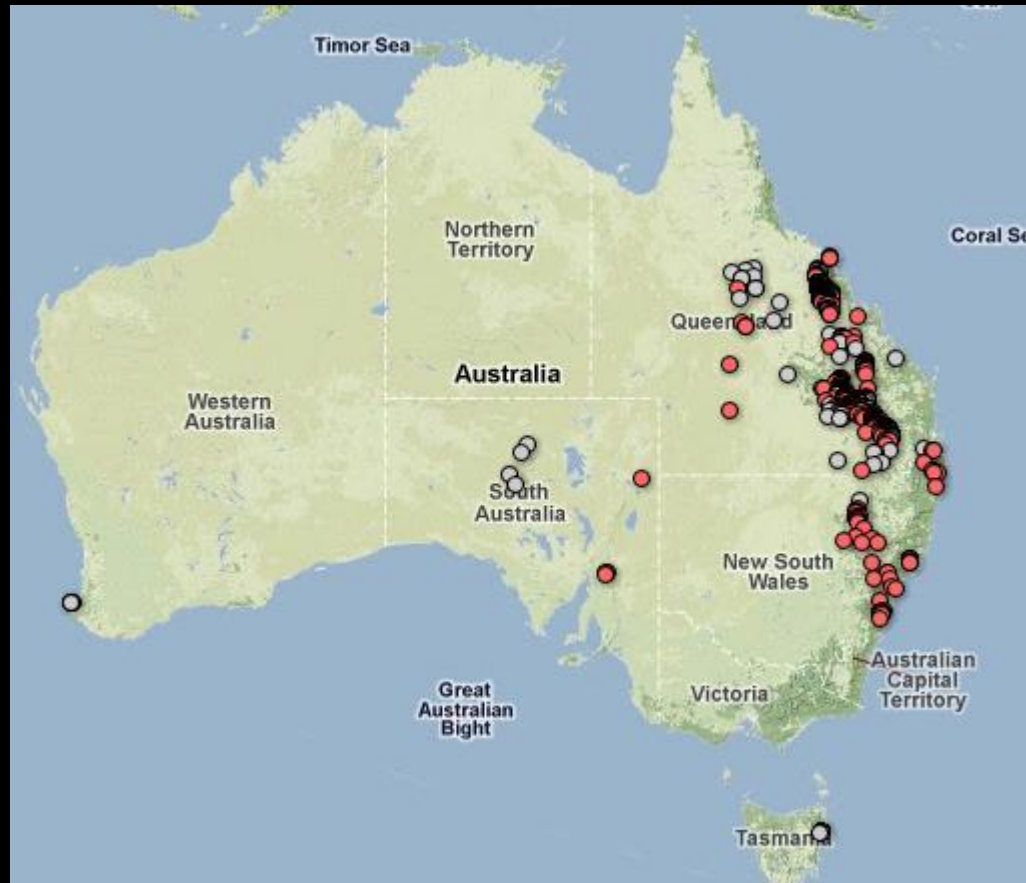 Timor Sea
Northern
Territory
Coral Se
Queensland
Australia
Western
Australia
South
Australia
New South
Wales
Australian
Capital
Territory
Great
Australian
Bight
Victoria
Tasmania